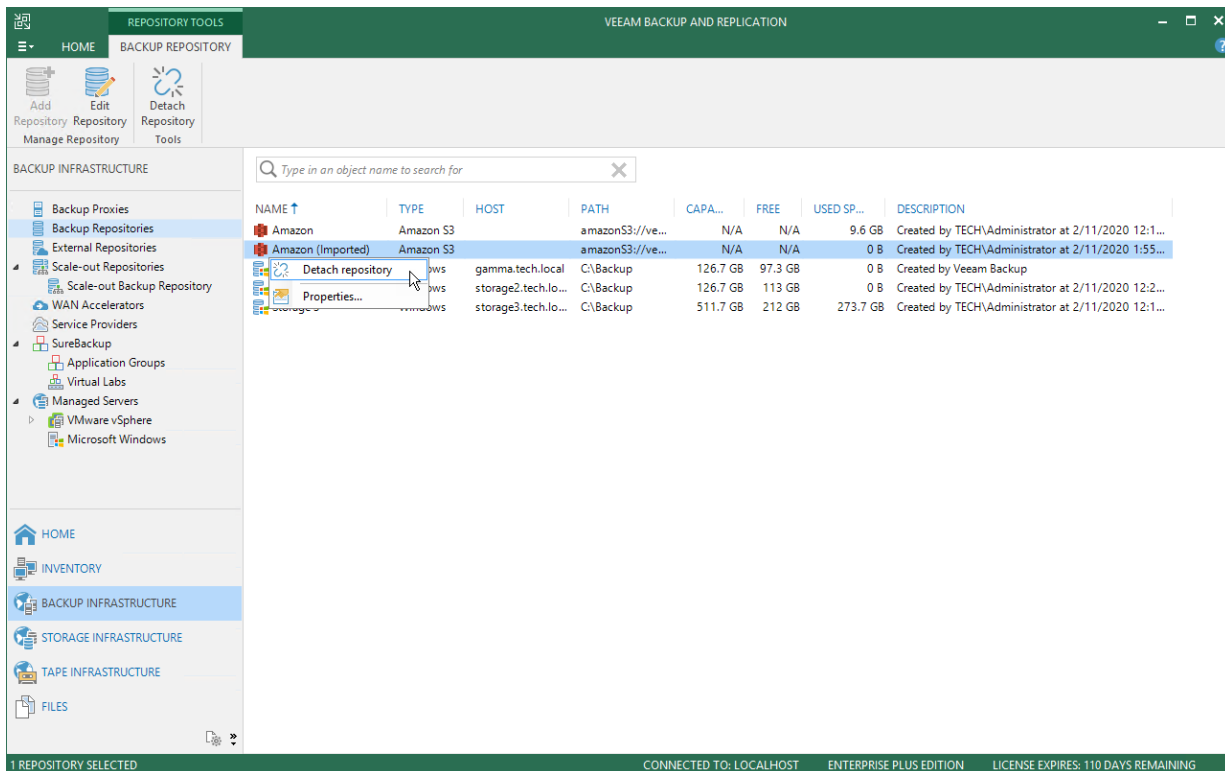 REPOSITORY TOOLS
VEEAM BACKUP AND REPLICATION
HOME
BACKUP REPOSITORY
Add Repository
Edit Repository
Detach Repository
Manage Repository
Tools
BACKUP INFRASTRUCTURE
Backup Proxies
Backup Repositories
External Repositories
Scale-out Repositories
Scale-out Backup Repository
WAN Accelerators
Service Providers
SureBackup
Application Groups
Virtual Labs
Managed Servers
VMware vSphere
Microsoft Windows
HOME
INVENTORY
BACKUP INFRASTRUCTURE
STORAGE INFRASTRUCTURE
TAPE INFRASTRUCTURE
FILES
Type in an object name to search for
NAME TYPE HOST PATH CAPA... FREE USED SP... DESCRIPTION
Amazon Amazon S3 amazonS3://ve... N/A N/A 9.6 GB Created by TECH\Administrator at 2/11/2020 12:1...
Amazon (Imported) Amazon S3 amazonS3://ve... N/A N/A 0 B Created by TECH\Administrator at 2/11/2020 1:55...
gamma.tech.local C:\Backup 126.7 GB 97.3 GB 0 B Created by Veeam Backup
storage2.tech.lo... C:\Backup 126.7 GB 113 GB 0 B Created by TECH\Administrator at 2/11/2020 12:2...
storage3.tech.lo... C:\Backup 511.7 GB 212 GB 273.7 GB Created by TECH\Administrator at 2/11/2020 12:1...
Detach repository
Properties...
1 REPOSITORY SELECTED
CONNECTED TO: LOCALHOST
ENTERPRISE PLUS EDITION
LICENSE EXPIRES: 110 DAYS REMAINING